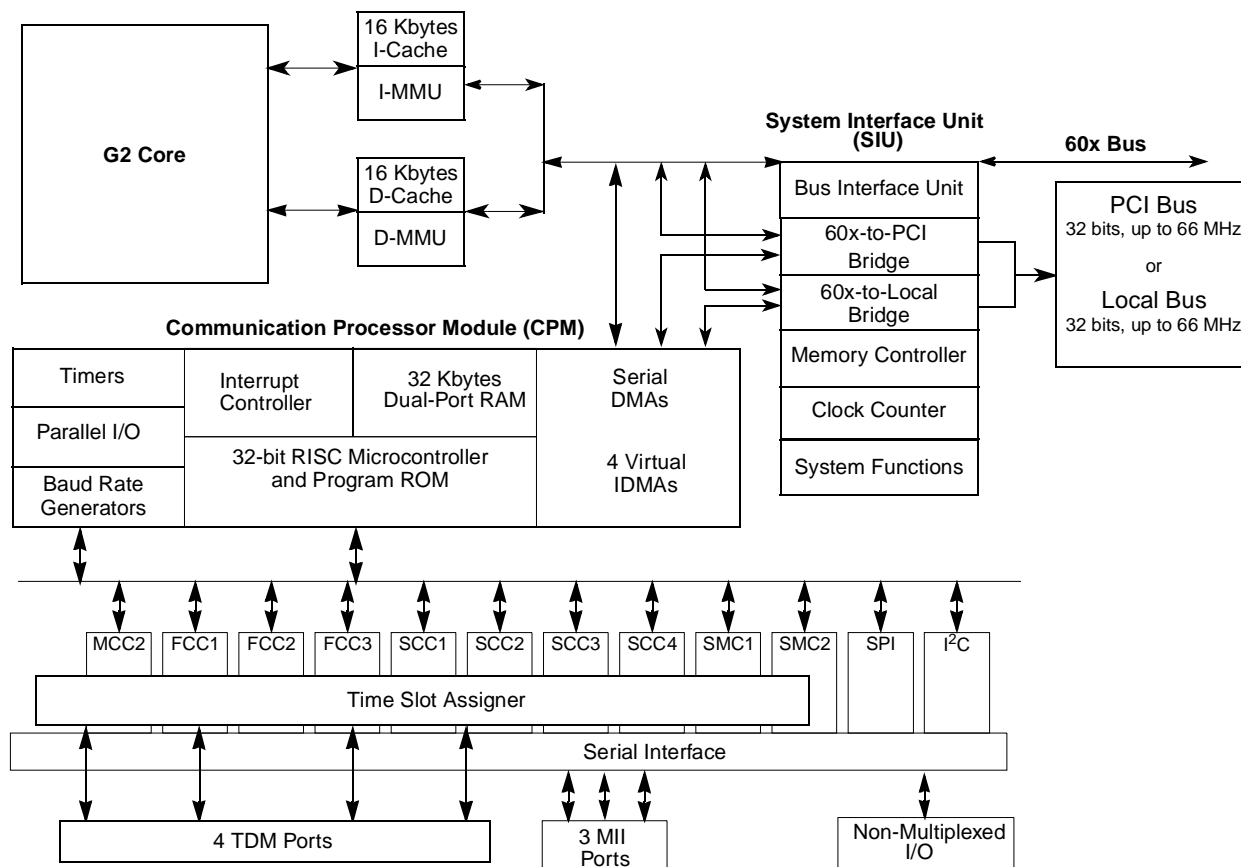 16 Kbytes
I-Cache
I-MMU
G2 Core
16 Kbytes
D-Cache
D-MMU
System Interface Unit
(SIU)
60x Bus
Bus Interface Unit
60x-to-PCI
Bridge
60x-to-Local
Bridge
Memory Controller
Clock Counter
System Functions
PCI Bus
32 bits, up to 66 MHz
or
Local Bus
32 bits, up to 66 MHz
Communication Processor Module (CPM)
Timers
Parallel I/O
Baud Rate
Generators
Interrupt
Controller
32 Kbytes
Dual-Port RAM
32-bit RISC Microcontroller
and Program ROM
Serial
DMAs
4 Virtual
IDMAs
MCC2 FCC1 FCC2 FCC3 SCC1 SCC2 SCC3 SCC4 SMC1 SMC2 SPI I²C
Time Slot Assigner
Serial Interface
4 TDM Ports
3 MII
Ports
Non-Multiplexed
I/O